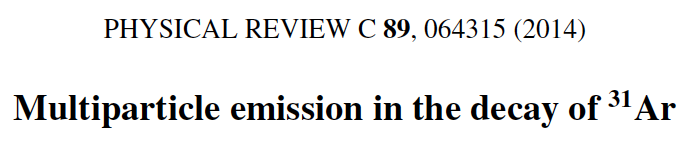 PHYSICAL REVIEW C 89, 064315 (2014)
Multiparticle emission in the decay of ³¹Ar